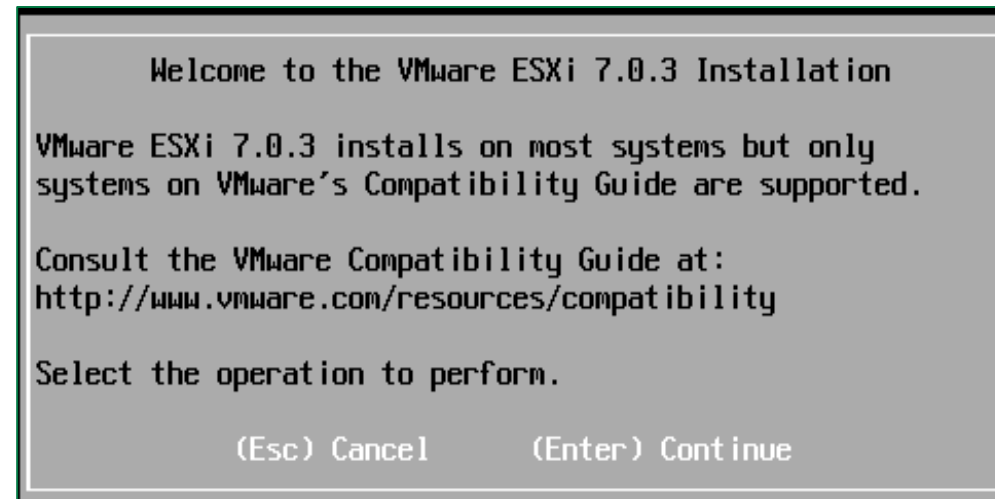 Welcome to the VMware ESXi 7.0.3 Installation
VMware ESXi 7.0.3 installs on most systems but only
systems on VMware's Compatibility Guide are supported.
Consult the VMware Compatibility Guide at:
http://www.vmware.com/resources/compatibility
Select the operation to perform.
(Esc) Cancel (Enter) Continue